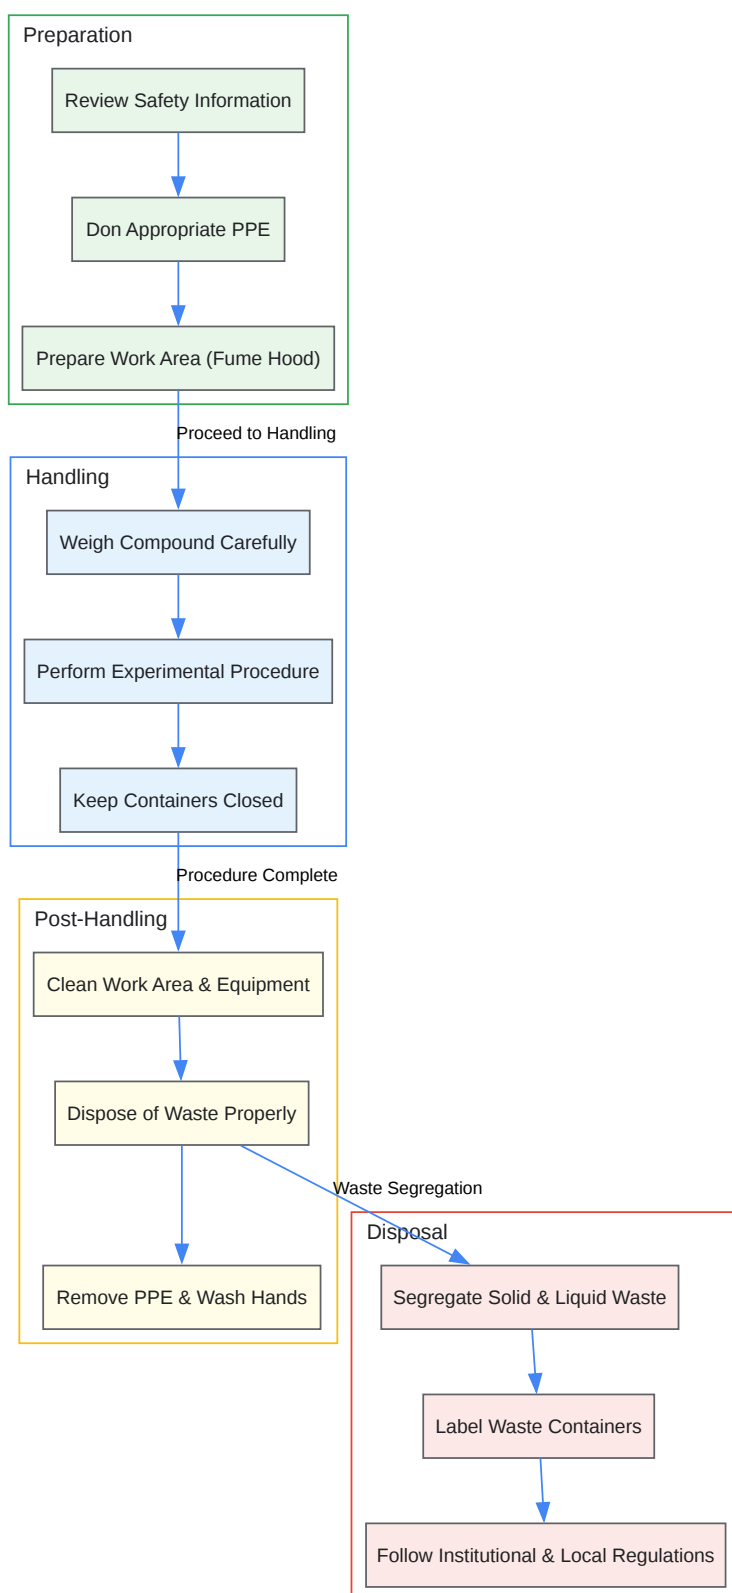 Preparation
Review Safety Information
Don Appropriate PPE
Prepare Work Area (Fume Hood)
Proceed to Handling
Handling
Weigh Compound Carefully
Perform Experimental Procedure
Keep Containers Closed
Procedure Complete
Post-Handling
Clean Work Area & Equipment
Dispose of Waste Properly
Waste Segregation
Disposal
Remove PPE & Wash Hands
Segregate Solid & Liquid Waste
Label Waste Containers
Follow Institutional & Local Regulations